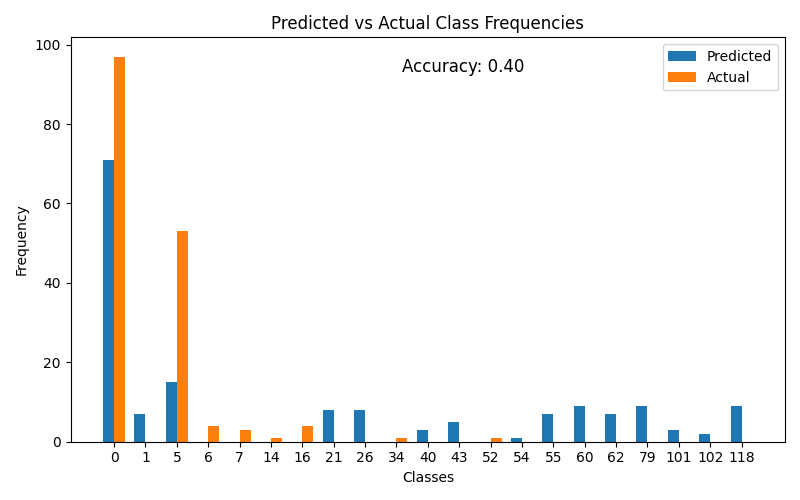 Predicted vs Actual Class Frequencies
Accuracy: 0.40
Predicted
Actual
Frequency
100
80
60
40
20
0
0 1 5 6 7 14 16 21 26 34 40 43 52 54 55 60 62 79 101 102 118
Classes